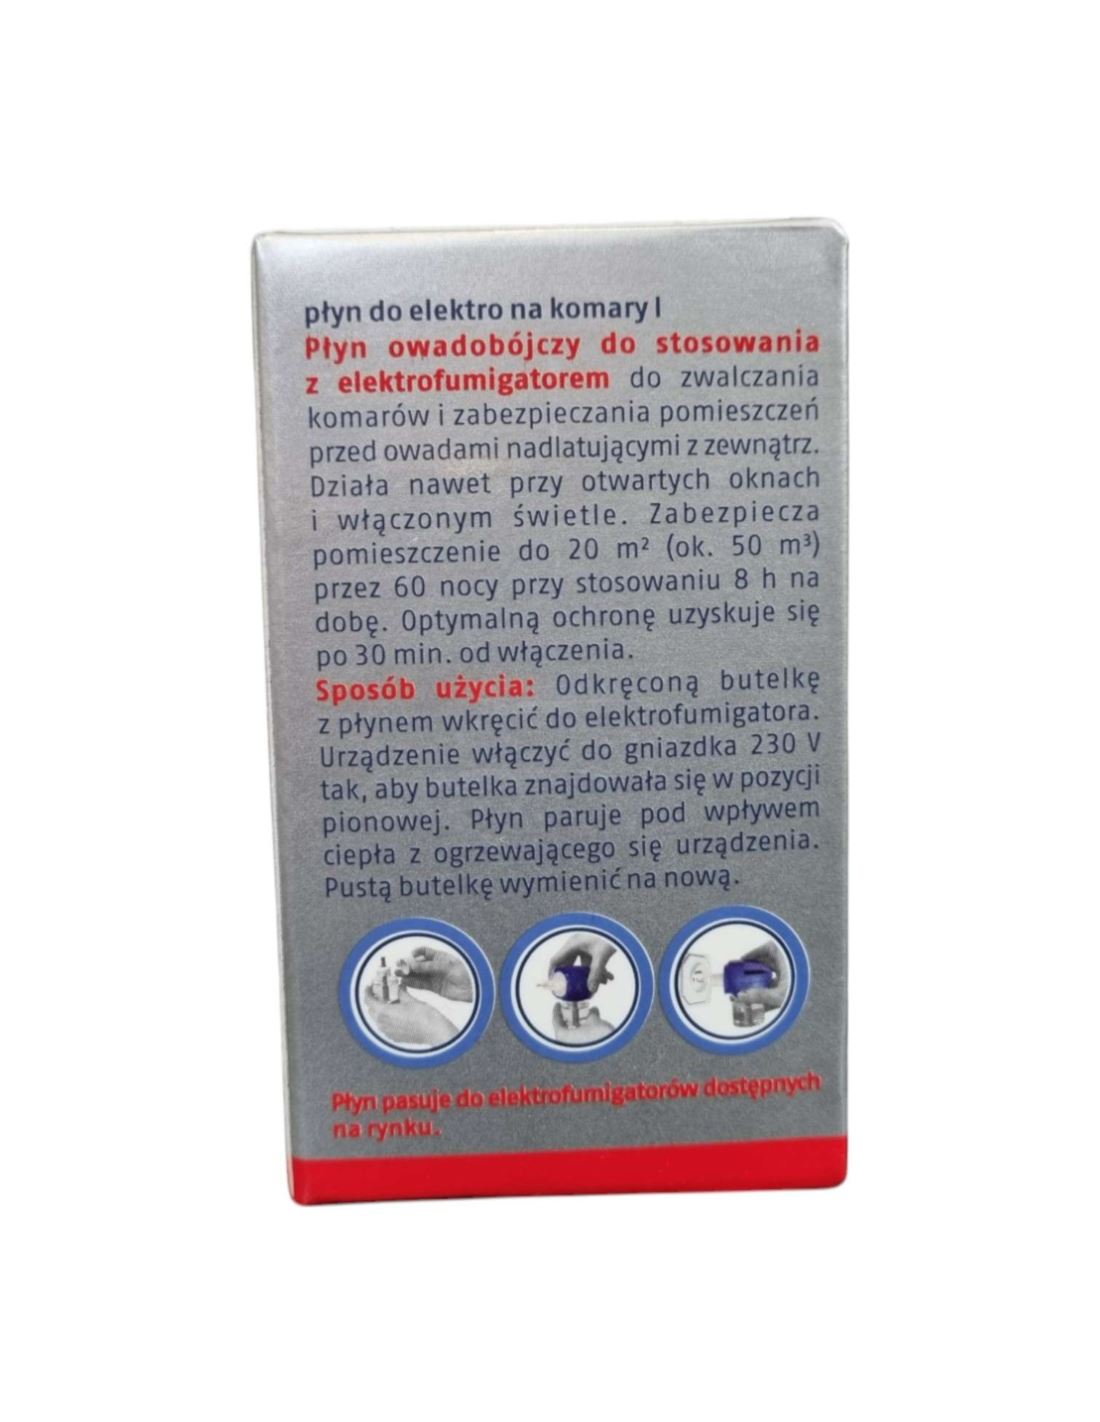 płyn do elektro na komary I
Płyn owadobójczy do stosowania
z elektrofumigatorem do zwalczania
komarów i zabezpieczania pomieszczeń
przed owadami nadlatującymi z zewnątrz.
Działa nawet przy otwartych oknach
i włączonym świetle. Zabezpiecza
pomieszczenie do 20 m² (ok. 50 m³)
przez 60 nocy przy stosowaniu 8 h na
dobę. Optymalną ochronę uzyskuje się
po 30 min. od włączenia.
Sposób użycia: Odkręconą butelkę
z płynem wkręcić do elektrofumigatora.
Urządzenie włączyć do gniazdka 230 V
tak, aby butelka znajdowała się w pozycji
pionowej. Płyn paruje pod wpływem
ciepła z ogrzewającego się urządzenia.
Pustą butelkę wymienić na nową.
Płyn pasuje do elektrofumigatorów dostępnych
na rynku.